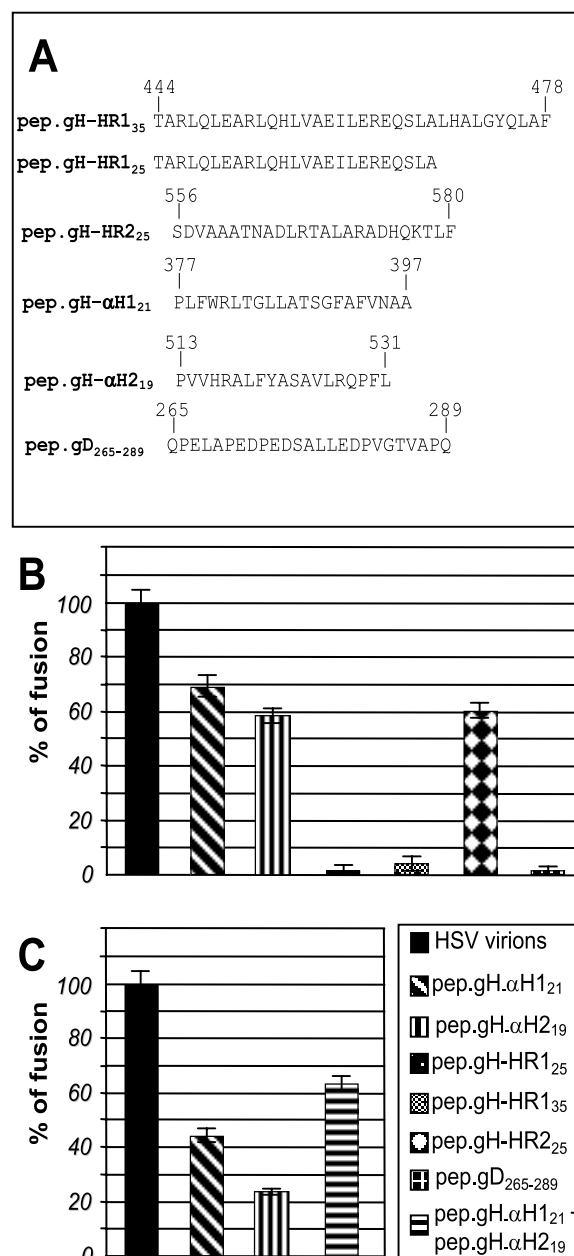 A
444 478
pep.gH-HR1₃₅ TARLQLEARLQHLVAEILEREQSLALHALGYQLAF
pep.gH-HR1₂₅ TARLQLEARLQHLVAEILEREQSLA
556 580
pep.gH-HR2₂₅ SDVAAATNADLRTALARADHQKTLF
377 397
pep.gH-αH1₂₁ PLFWRLTGLLATSGFAFVNAA
513 531
pep.gH-αH2₁₉ PVVHRALFYASAVLRQPFL
265 289
pep.gD₂₆₅₋₂₈₉ QPELAPEDPEDSALLEDPVGTVAPQ
B
% of fusion
100
80
60
40
20
0
C
% of fusion
100
80
60
40
20
0
HSV virions
pep.gH.αH1₂₁
pep.gH.αH2₁₉
pep.gH-HR1₂₅
pep.gH-HR1₃₅
pep.gH-HR2₂₅
pep.gD₂₆₅₋₂₈₉
pep.gH.αH1₂₁
pep.gH.αH2₁₉